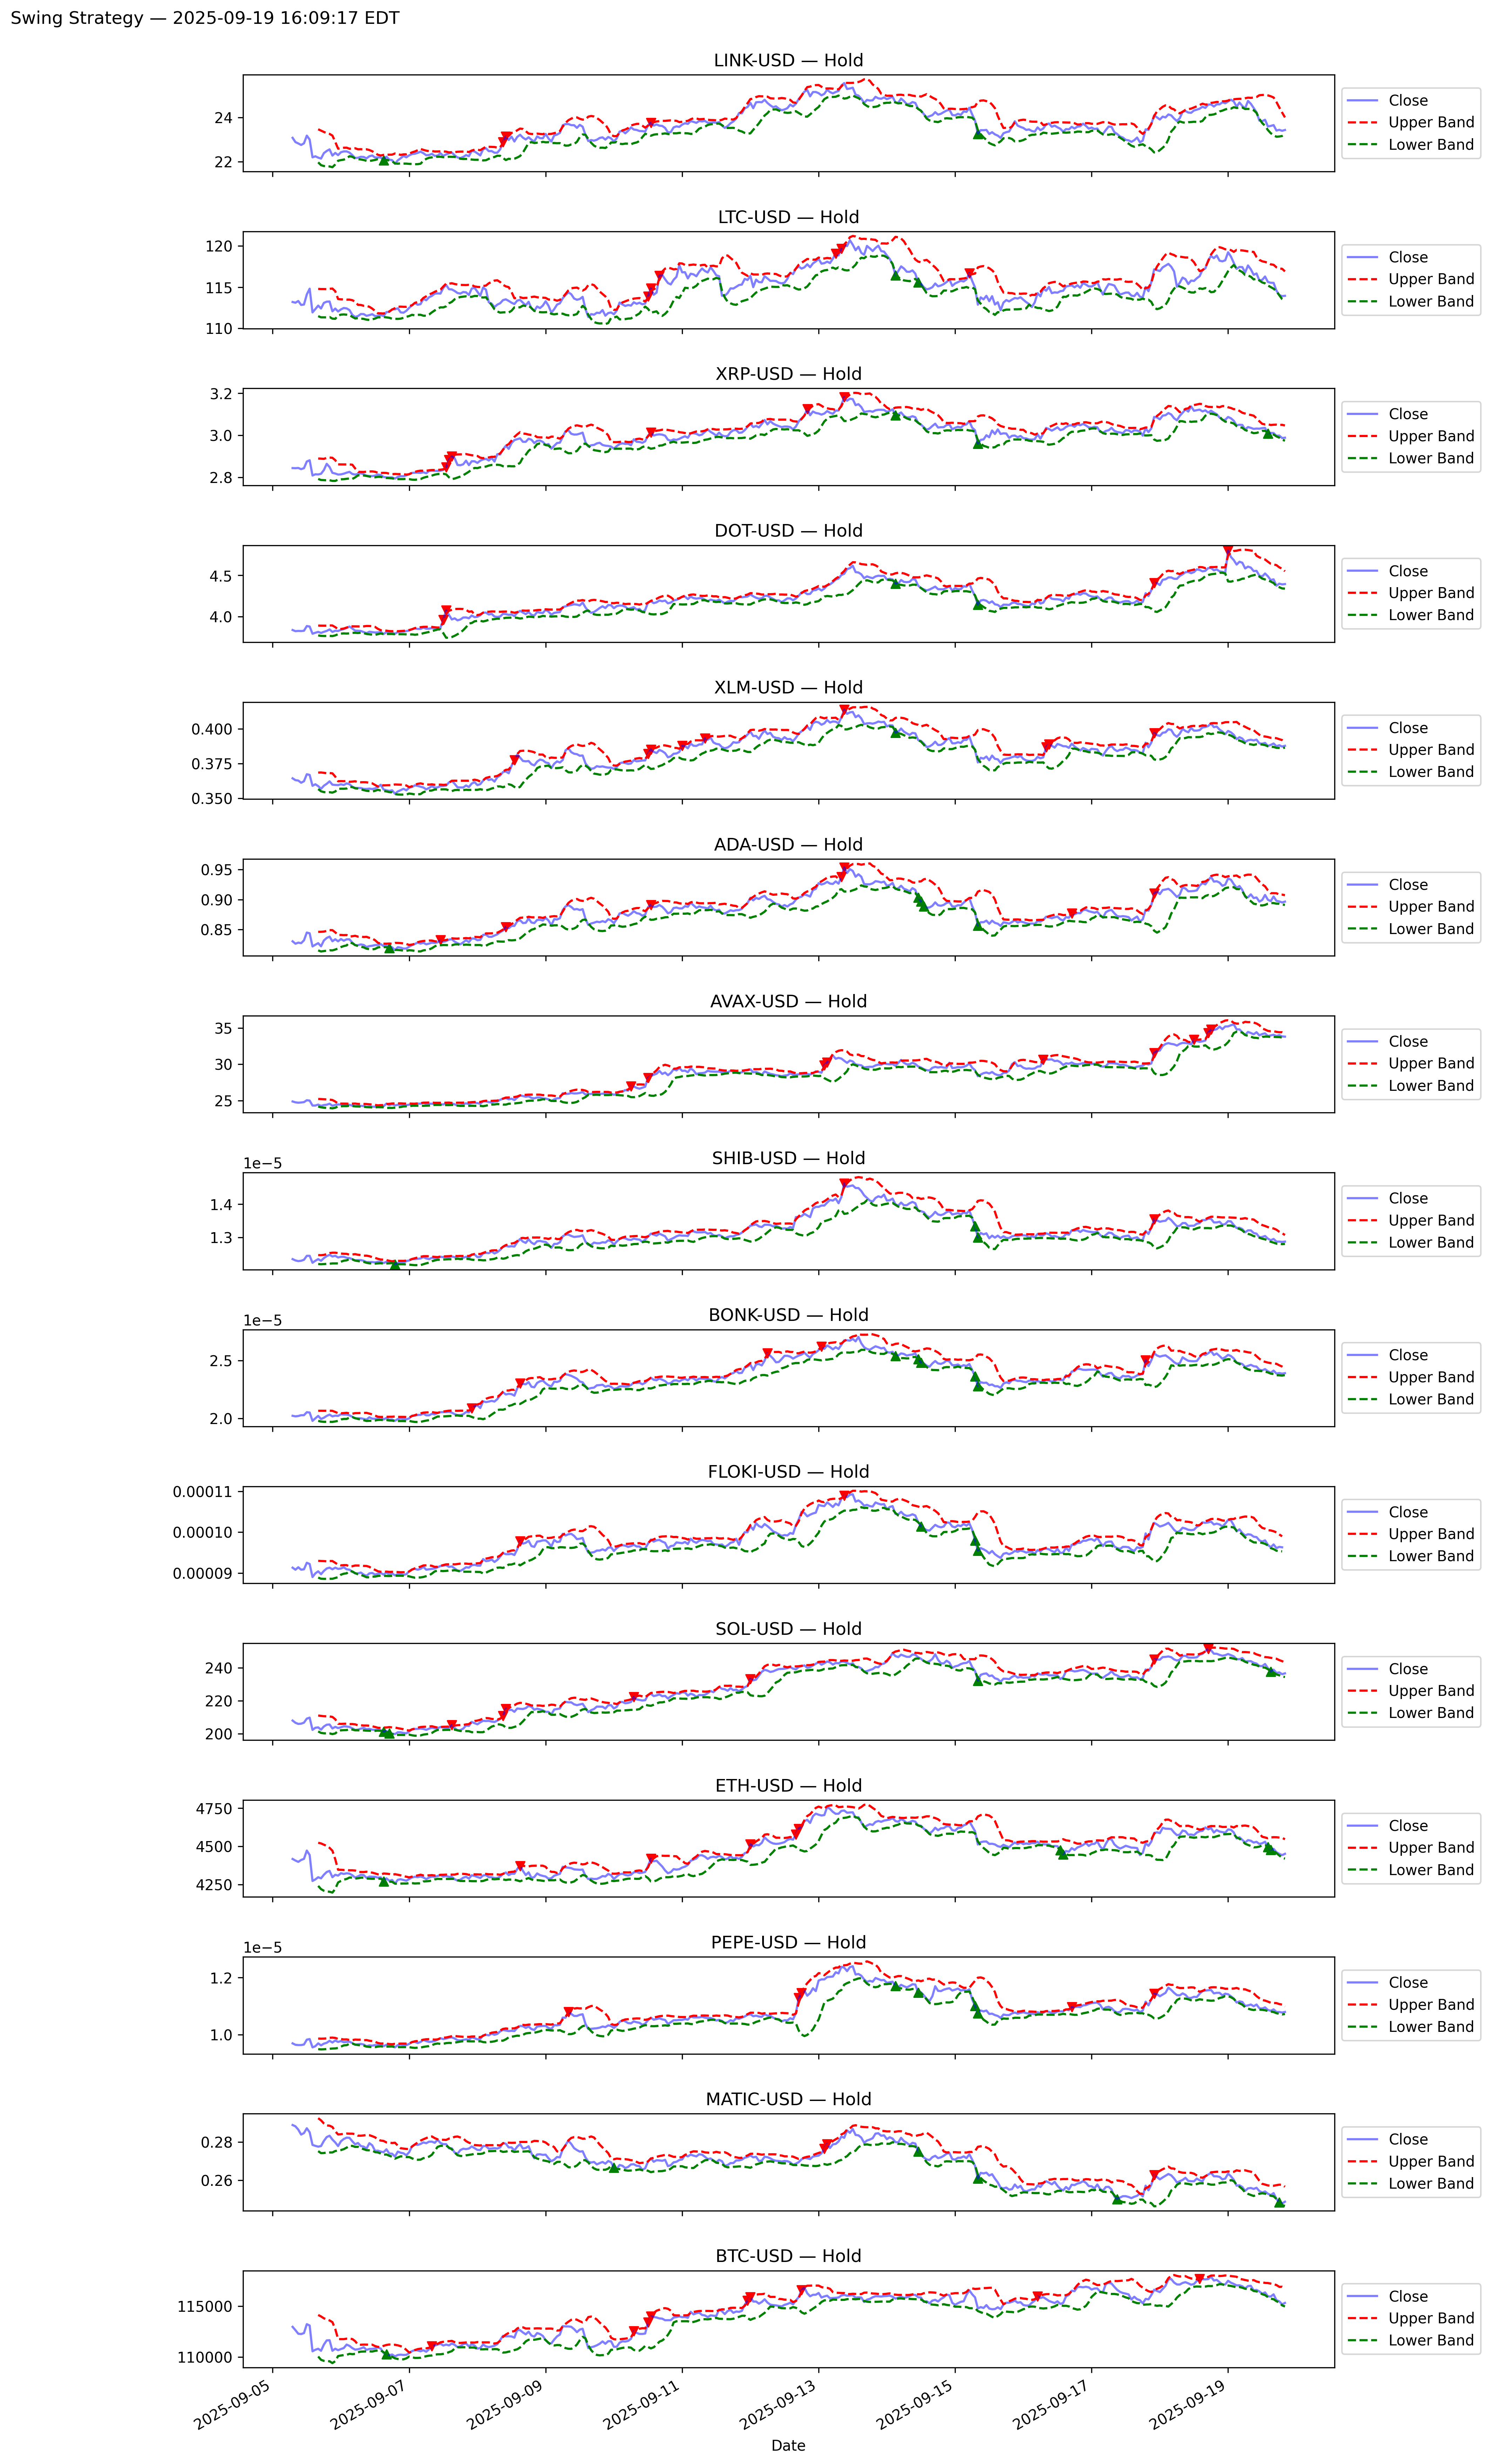 Swing Strategy — 2025-09-19 16:09:17 EDT
LINK-USD — Hold
24
22
Close
Upper Band
Lower Band
LTC-USD — Hold
120
115
110
Close
Upper Band
Lower Band
XRP-USD — Hold
3.2
3.0
2.8
Close
Upper Band
Lower Band
DOT-USD — Hold
4.5
4.0
Close
Upper Band
Lower Band
XLM-USD — Hold
0.400
0.375
0.350
Close
Upper Band
Lower Band
ADA-USD — Hold
0.95
0.90
0.85
Close
Upper Band
Lower Band
AVAX-USD — Hold
35
30
25
Close
Upper Band
Lower Band
SHIB-USD — Hold
1e−5
1.4
1.3
Close
Upper Band
Lower Band
BONK-USD — Hold
1e−5
2.5
2.0
Close
Upper Band
Lower Band
FLOKI-USD — Hold
0.00011
0.00010
0.00009
Close
Upper Band
Lower Band
SOL-USD — Hold
240
220
200
Close
Upper Band
Lower Band
ETH-USD — Hold
4750
4500
4250
Close
Upper Band
Lower Band
PEPE-USD — Hold
1e−5
1.2
1.0
Close
Upper Band
Lower Band
MATIC-USD — Hold
0.28
0.26
Close
Upper Band
Lower Band
BTC-USD — Hold
115000
110000
Close
Upper Band
Lower Band
2025-09-05
2025-09-07
2025-09-09
2025-09-11
2025-09-13
2025-09-15
2025-09-17
2025-09-19
Date